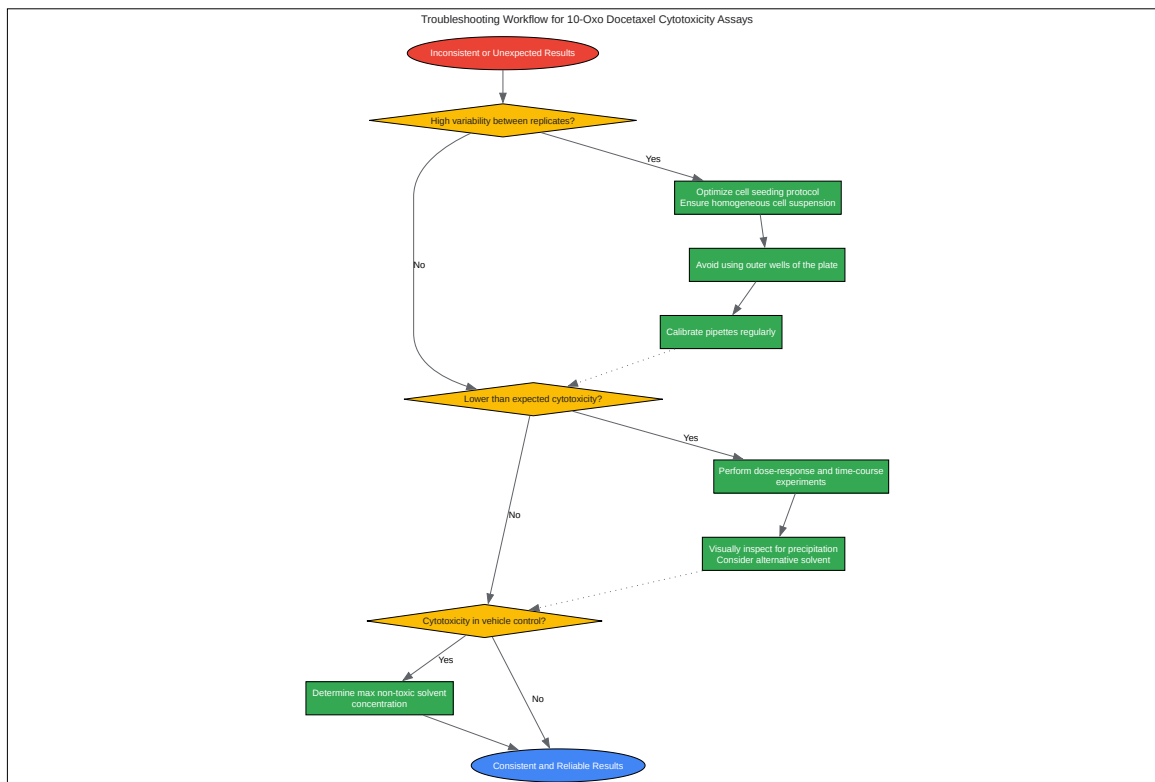 Troubleshooting Workflow for 10-Oxo Docetaxel Cytotoxicity Assays
Inconsistent or Unexpected Results
High variability between replicates?
Yes
Optimize cell seeding protocol
Ensure homogeneous cell suspension
Avoid using outer wells of the plate
No
Calibrate pipettes regularly
Lower than expected cytotoxicity?
Yes
Perform dose-response and time-course
experiments
No
Visually inspect for precipitation
Consider alternative solvent
Cytotoxicity in vehicle control?
Yes
Determine max non-toxic solvent
concentration
No
Consistent and Reliable Results